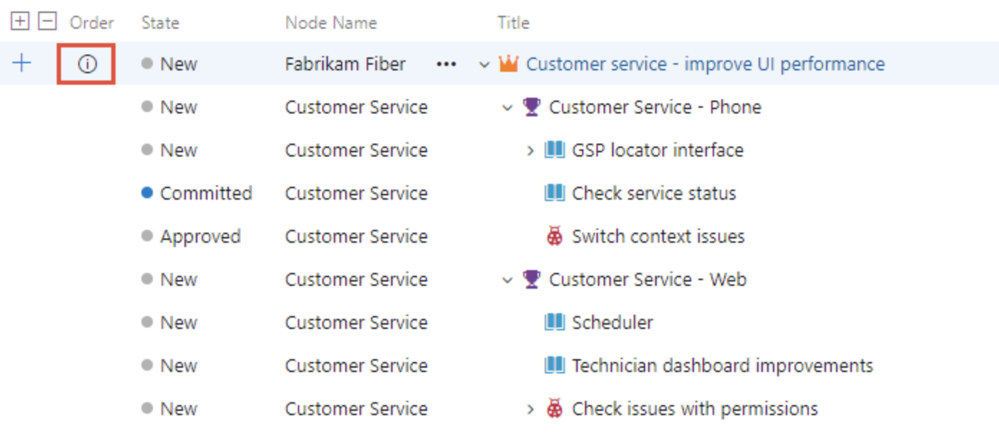 Order State Node Name Title
New Fabrikam Fiber ... Customer service - improve UI performance
New Customer Service Customer Service - Phone
New Customer Service GSP locator interface
Committed Customer Service Check service status
Approved Customer Service Switch context issues
New Customer Service Customer Service - Web
New Customer Service Scheduler
New Customer Service Technician dashboard improvements
New Customer Service Check issues with permissions